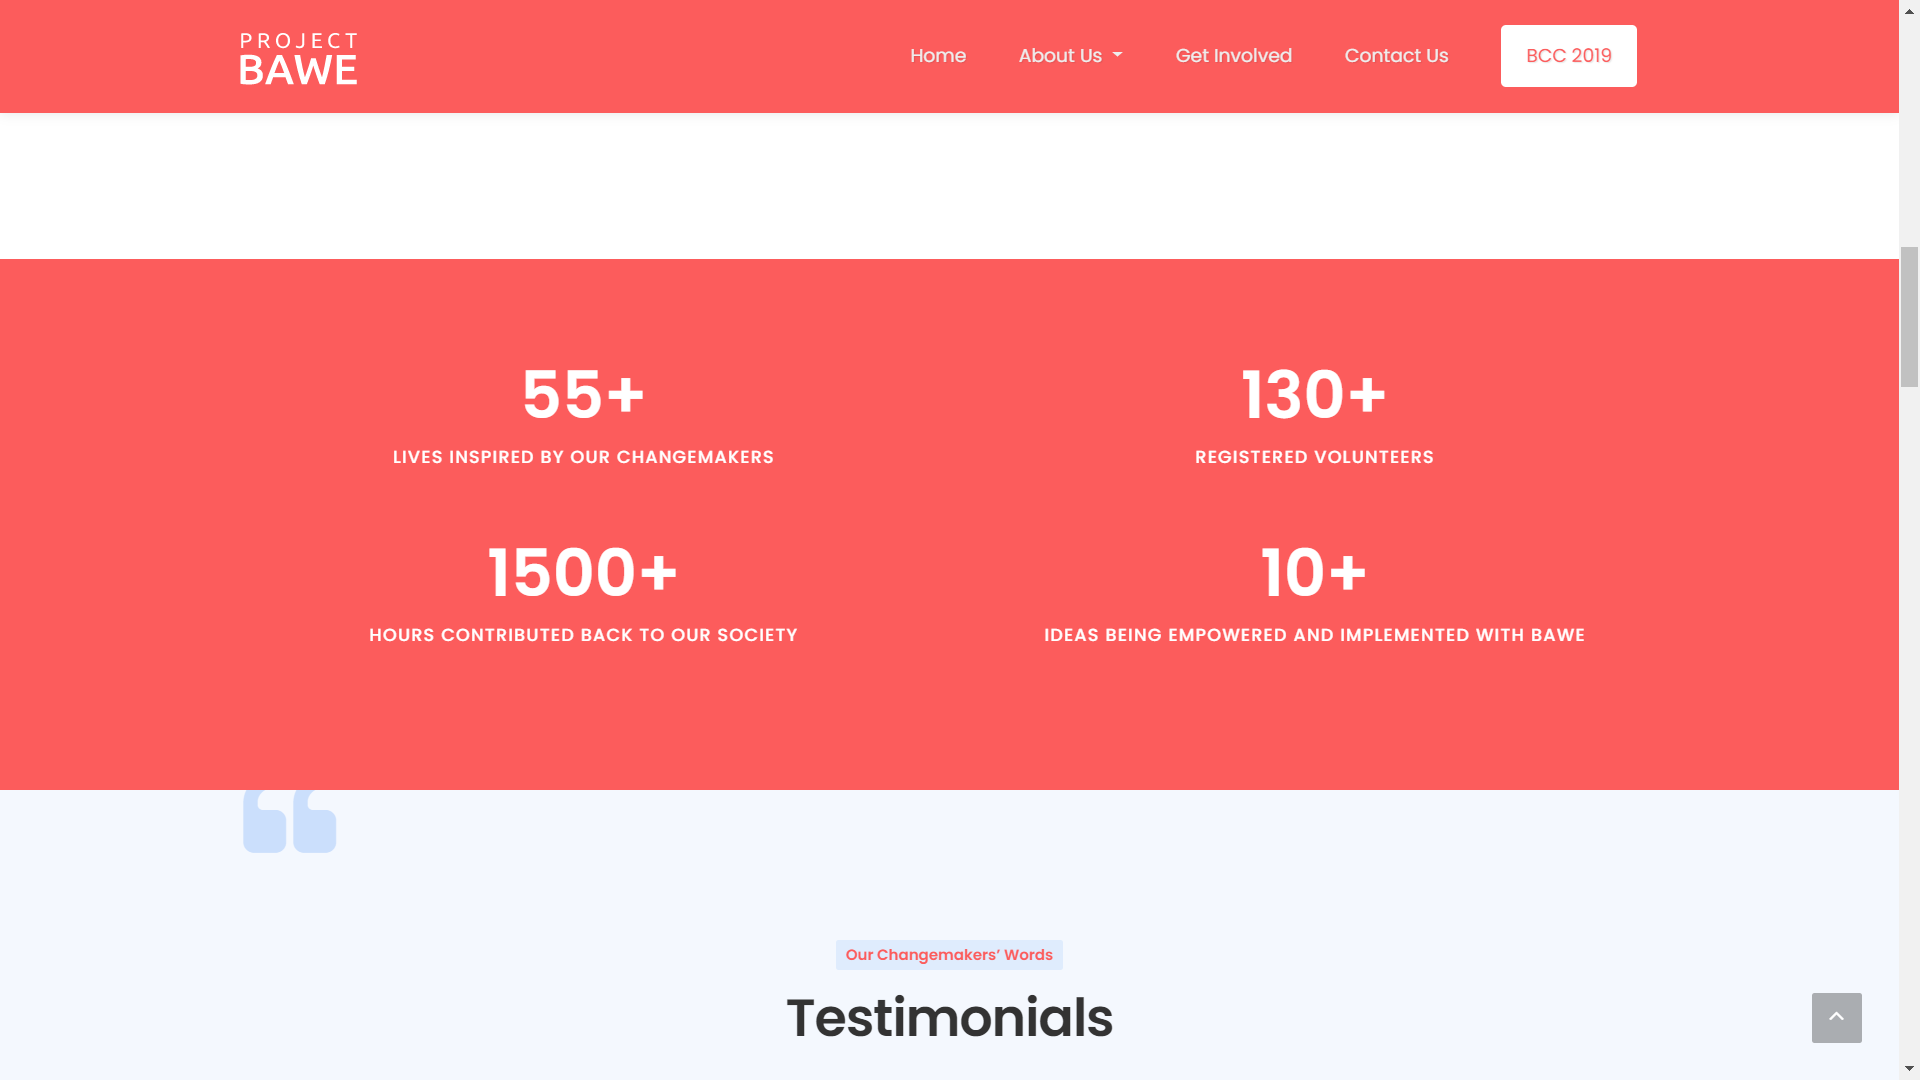 PROJECT
BAWE
Home
About Us
Get Involved
Contact Us
BCC 2019
55+
LIVES INSPIRED BY OUR CHANGEMAKERS
130+
REGISTERED VOLUNTEERS
1500+
HOURS CONTRIBUTED BACK TO OUR SOCIETY
10+
IDEAS BEING EMPOWERED AND IMPLEMENTED WITH BAWE
Our Changemakers’ Words
Testimonials